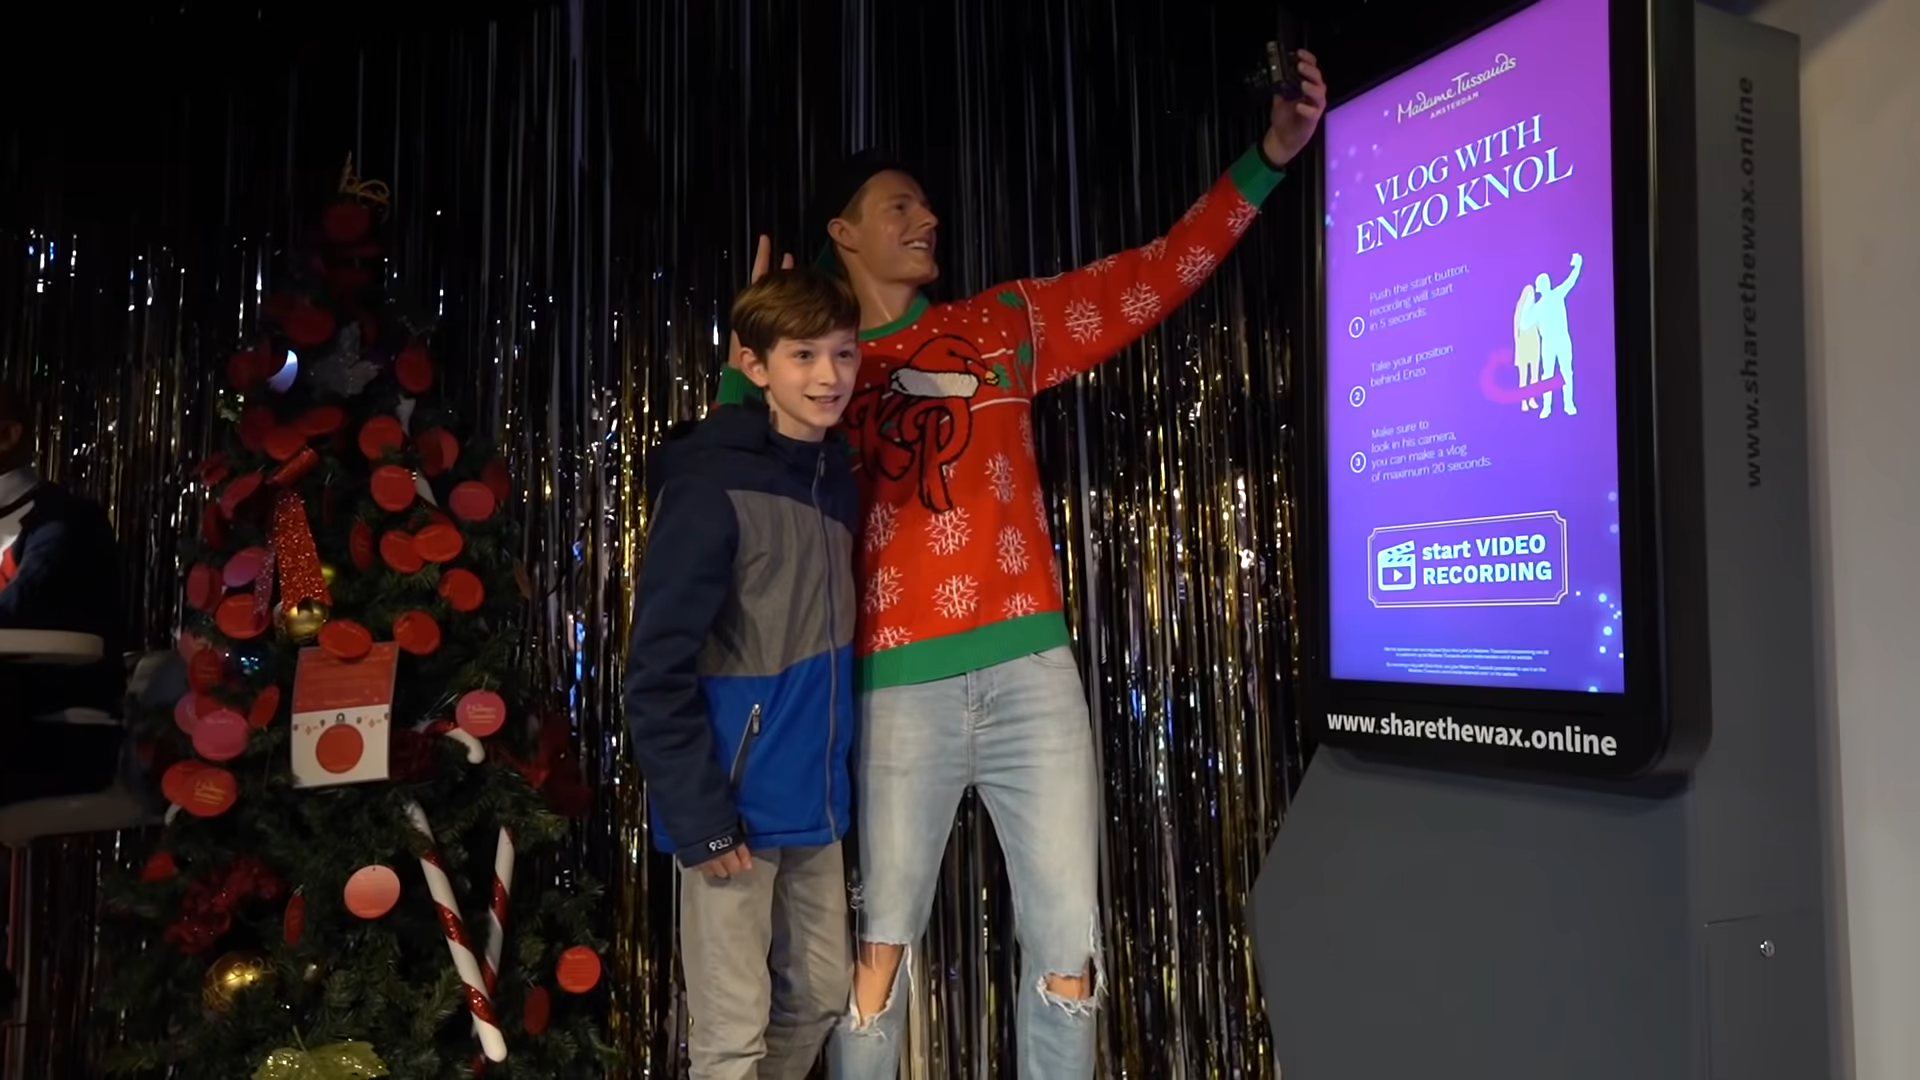 Madame Tussauds
AMSTERDAM
VLOG WITH
ENZO KNOL
1
Push the start button,
recording will start
in 5 seconds
2
Take your position
behind Enzo.
3
Make sure to
look in his camera,
you can make a vlog
of maximum 20 seconds.
start VIDEO
RECORDING
www.sharethewax.online
www.sharethewax.online
KP
932